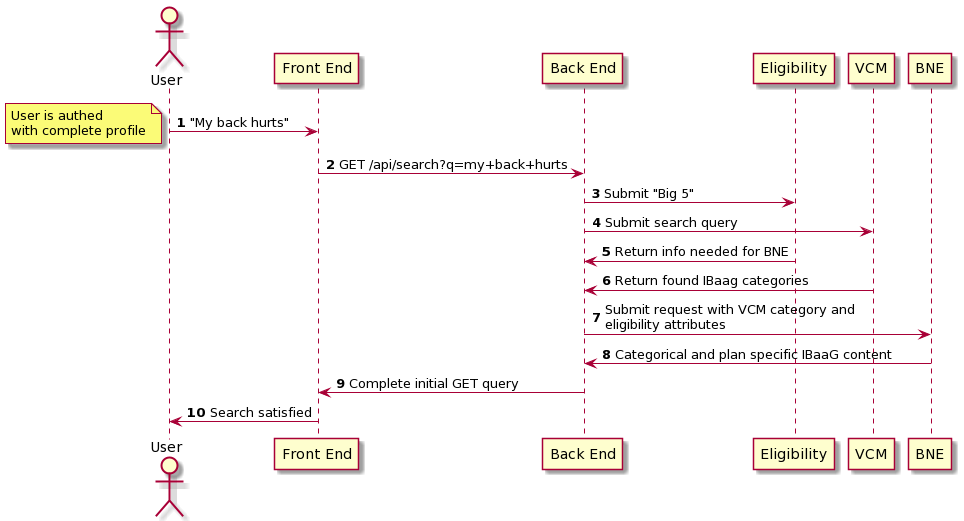 User
Front End
Back End
Eligibility
VCM
BNE
User is authed
with complete profile
1 "My back hurts"
2 GET /api/search?q=my+back+hurts
3 Submit "Big 5"
4 Submit search query
5 Return info needed for BNE
6 Return found IBaag categories
7 Submit request with VCM category and
eligibility attributes
8 Categorical and plan specific IBaaG content
9 Complete initial GET query
10 Search satisfied
User
Front End
Back End
Eligibility
VCM
BNE